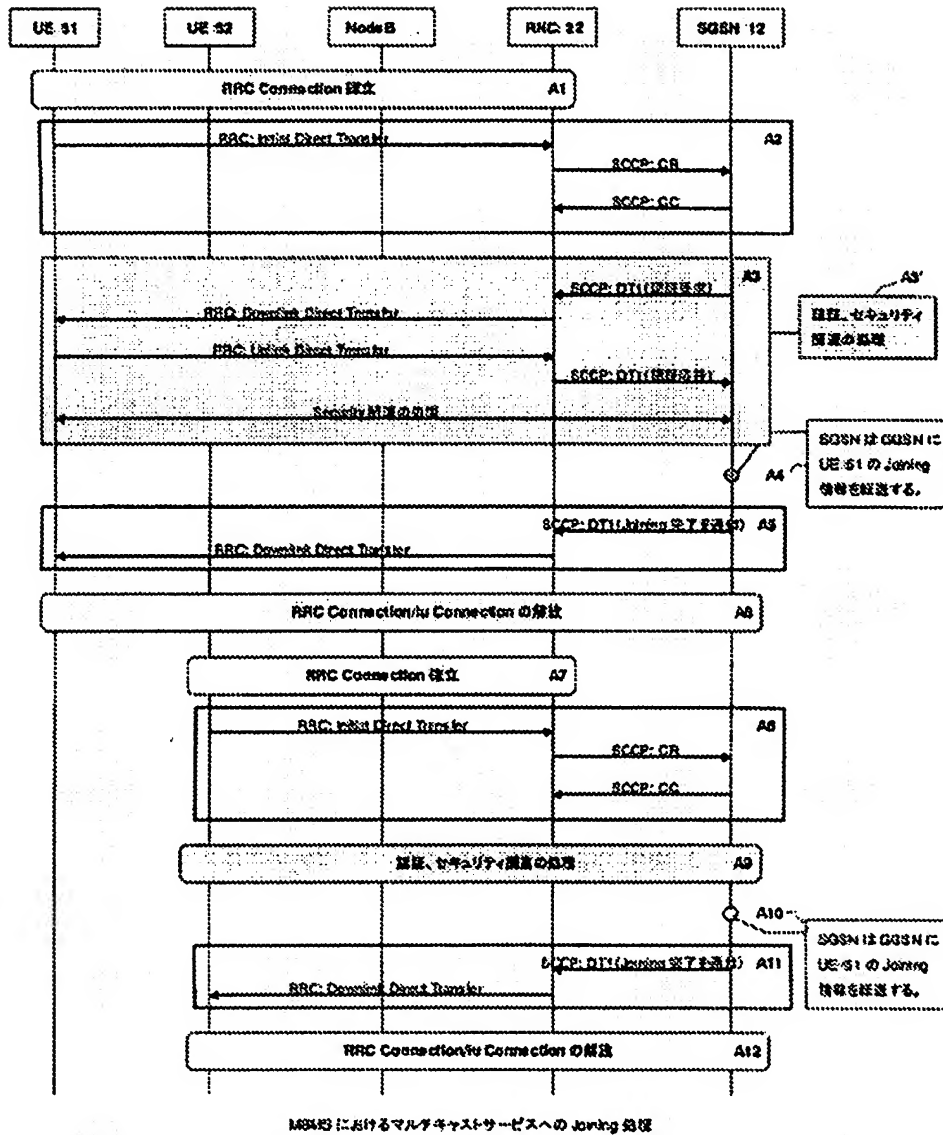 UE 51
UE 52
Node B
RNC: 22
SGSN 12
RRC Connection 確立
A1
A2
RRC: Initial Direct Transfer
SCCP: CR
SCCP: CC
A3
SCCP: DT1(認証要求)
A3'
RRC: Downlink Direct Transfer
認証、セキュリティ
関連の処理
RRC: Uplink Direct Transfer
SCCP: DT1(認証応答)
Security 関連の処理
SGSN は GGSN に
UE 51 の Joining
情報を転送する。
A4
SCCP: DT1(Joining 完了を通知)
A5
RRC: Downlink Direct Transfer
RRC Connection/Iu Connection の解放
A6
RRC Connection 確立
A7
A8
RRC: Initial Direct Transfer
SCCP: CR
SCCP: CC
認証、セキュリティ関連の処理
A9
A10
SGSN は GGSN に
UE 51 の Joining
情報を転送する。
SCCP: DT1(Joining 完了を通知)
A11
RRC: Downlink Direct Transfer
RRC Connection/Iu Connection の解放
A12
MBMS におけるマルチキャストサービスへの Joining 処理